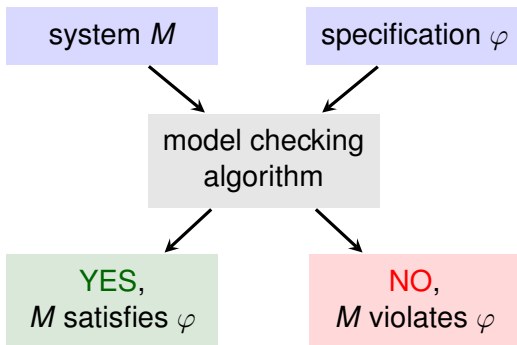 system M
specification φ
model checking
algorithm
YES,
M satisfies φ
NO,
M violates φ